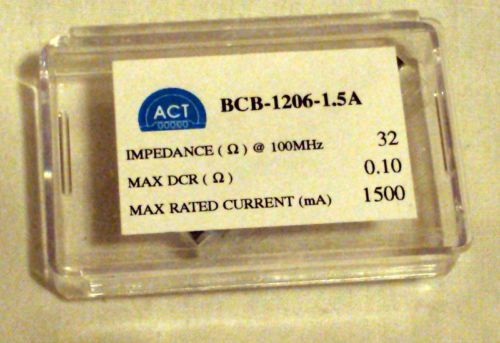 ACT
BCB-1206-1.5A
IMPEDANCE ( Ω ) @ 100MHz 32
MAX DCR ( Ω ) 0.10
MAX RATED CURRENT (mA) 1500